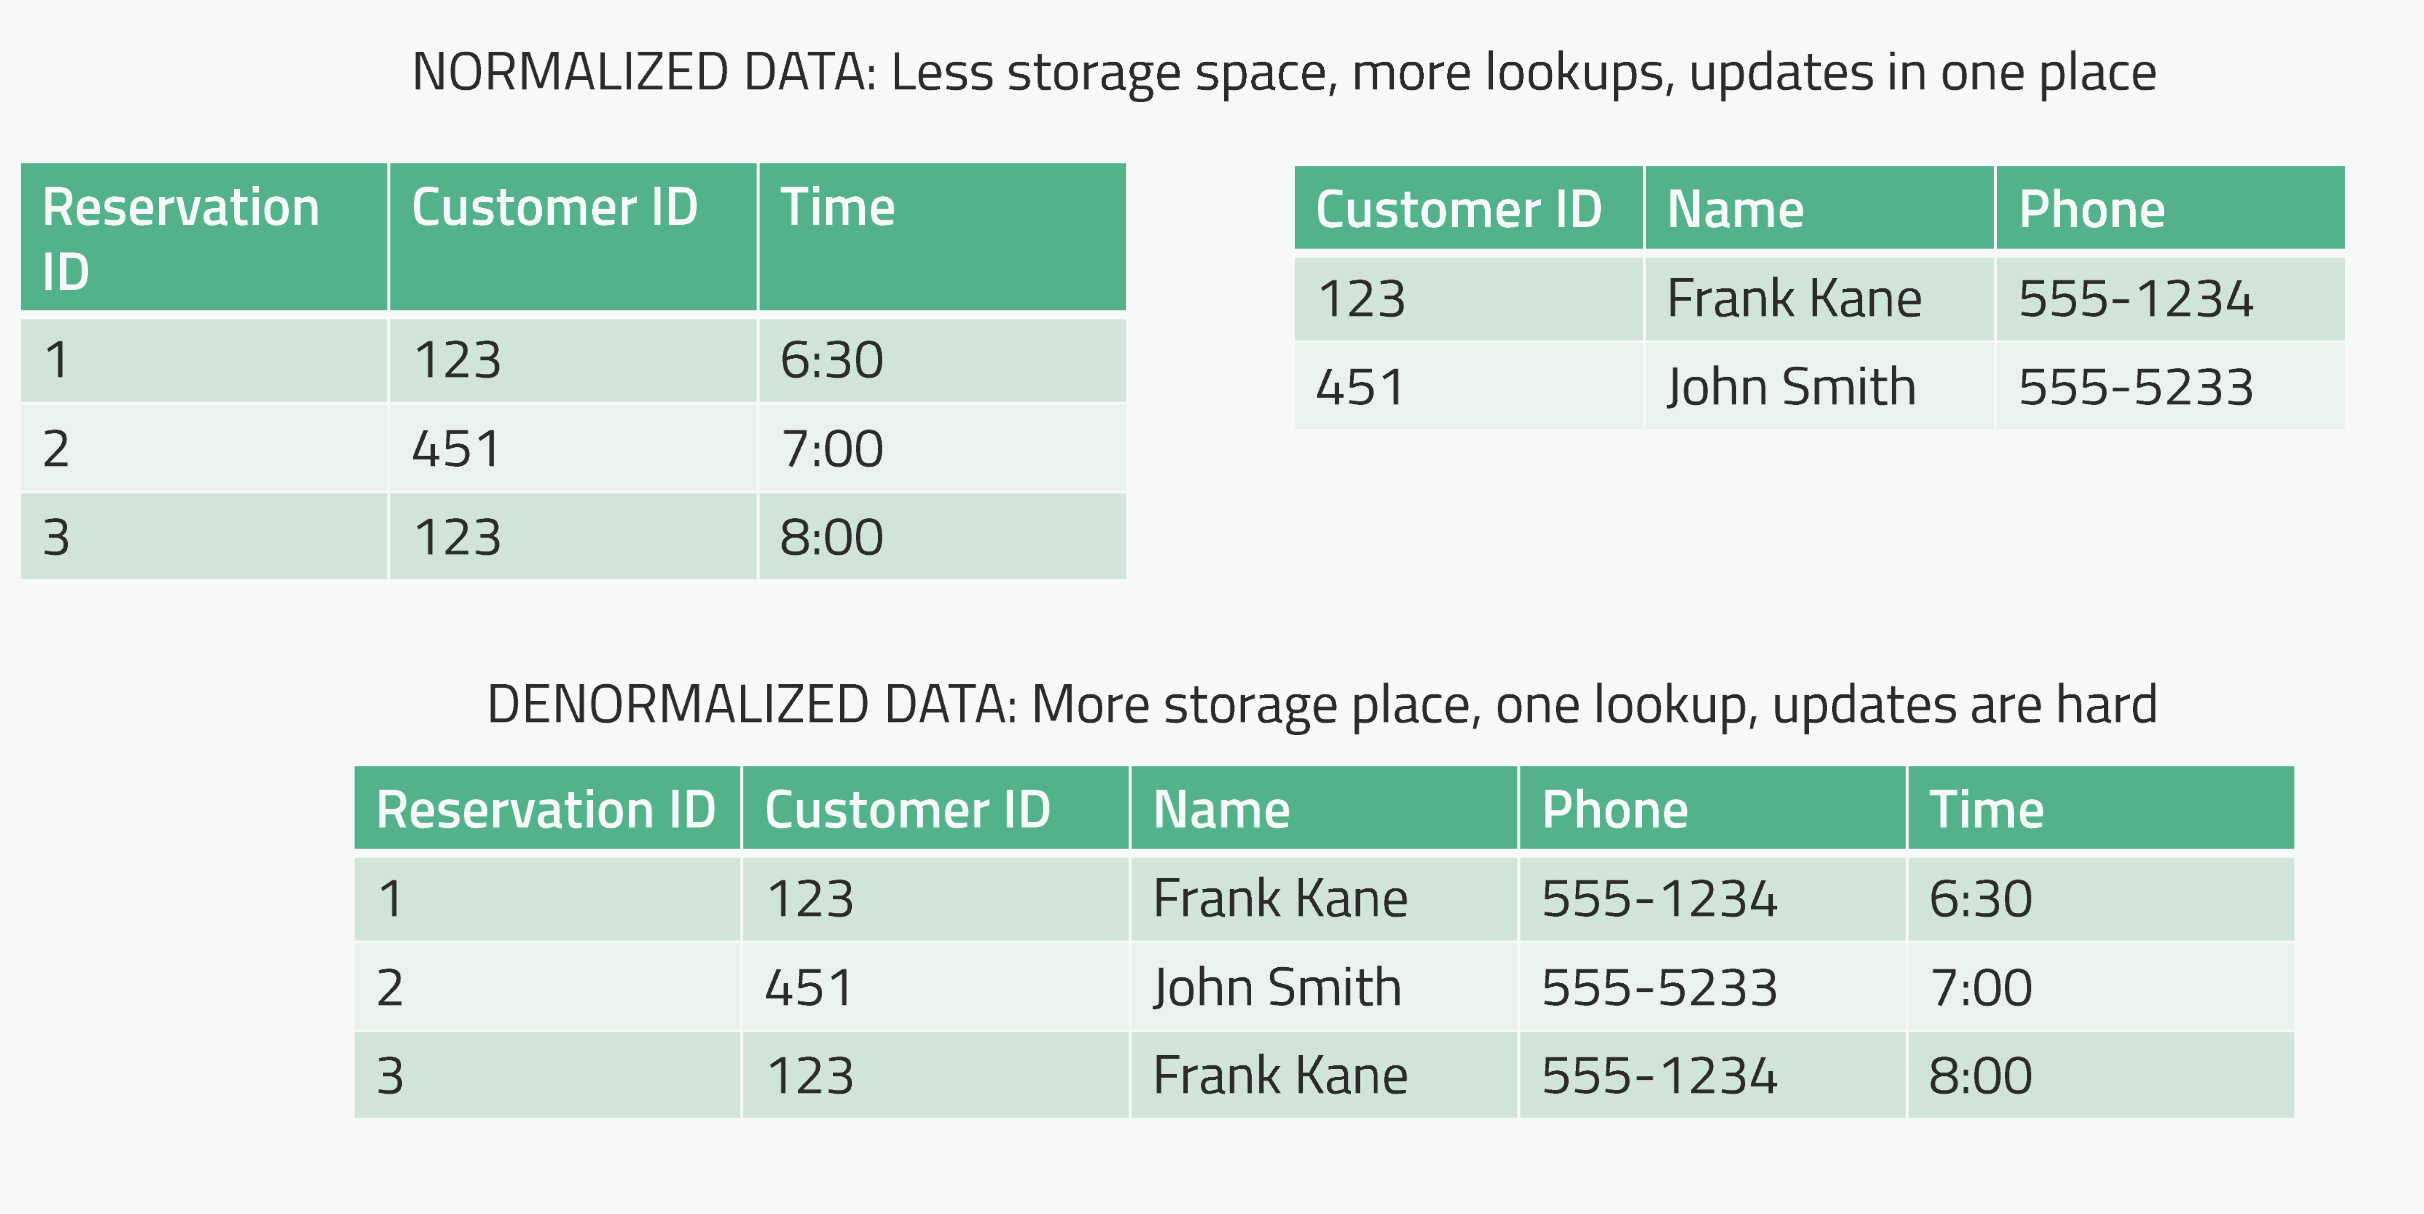 NORMALIZED DATA: Less storage space, more lookups, updates in one place
Reservation ID Customer ID Time
1 123 6:30
2 451 7:00
3 123 8:00
Customer ID Name Phone
123 Frank Kane 555-1234
451 John Smith 555-5233
DENORMALIZED DATA: More storage place, one lookup, updates are hard
Reservation ID Customer ID Name Phone Time
1 123 Frank Kane 555-1234 6:30
2 451 John Smith 555-5233 7:00
3 123 Frank Kane 555-1234 8:00